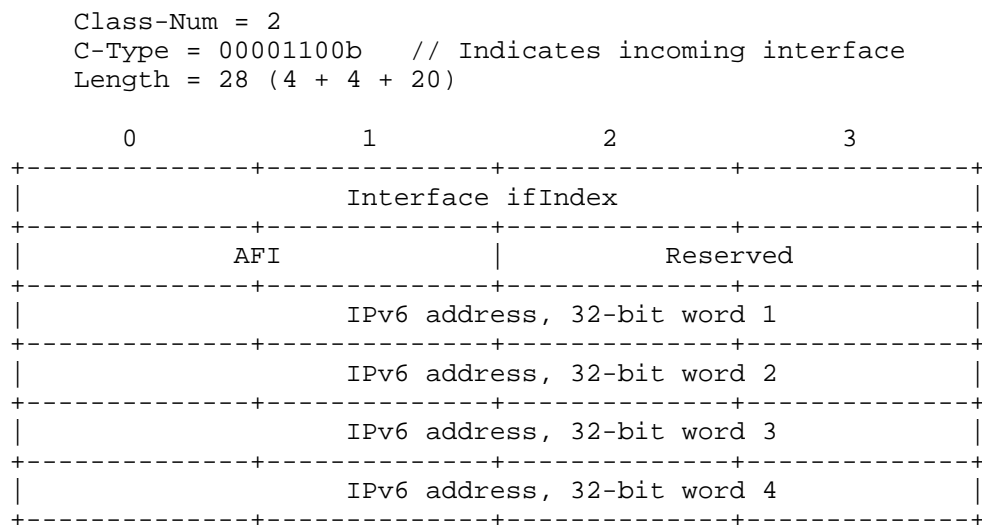 Class-Num = 2
C-Type = 00001100b   // Indicates incoming interface
Length = 28 (4 + 4 + 20)
       0              1              2              3
+--------------+--------------+--------------+--------------+
|                    Interface ifIndex                      |
+--------------+--------------+--------------+--------------+
|             AFI             |          Reserved           |
+--------------+--------------+--------------+--------------+
|                    IPv6 address, 32-bit word 1            |
+--------------+--------------+--------------+--------------+
|                    IPv6 address, 32-bit word 2            |
+--------------+--------------+--------------+--------------+
|                    IPv6 address, 32-bit word 3            |
+--------------+--------------+--------------+--------------+
|                    IPv6 address, 32-bit word 4            |
+--------------+--------------+--------------+--------------+